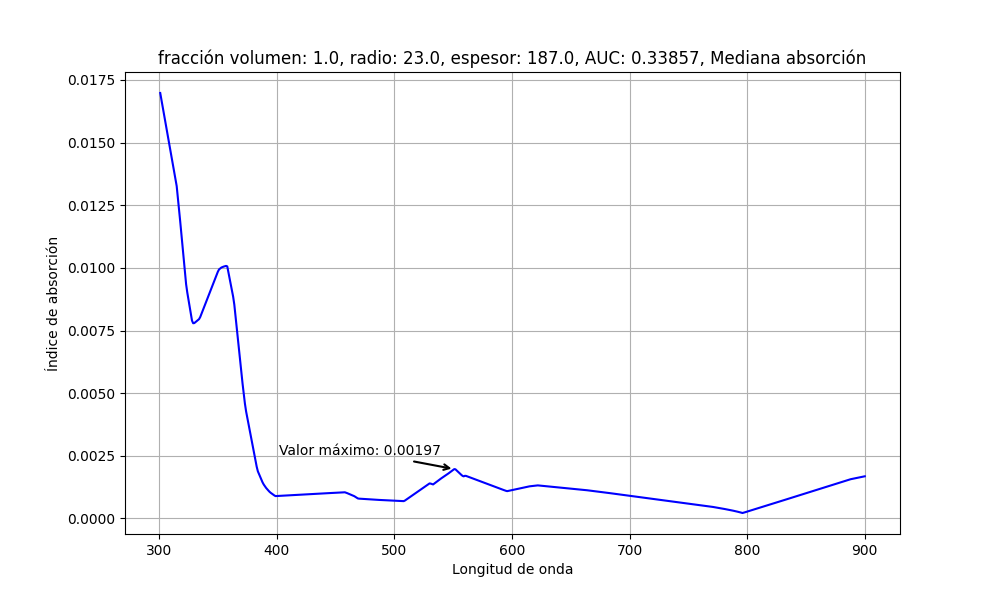 fracción volumen: 1.0, radio: 23.0, espesor: 187.0, AUC: 0.33857, Mediana absorción
0.0175
0.0150
0.0125
0.0100
0.0075
0.0050
0.0025
0.0000
Índice de absorción
Valor máximo: 0.00197
300 400 500 600 700 800 900
Longitud de onda